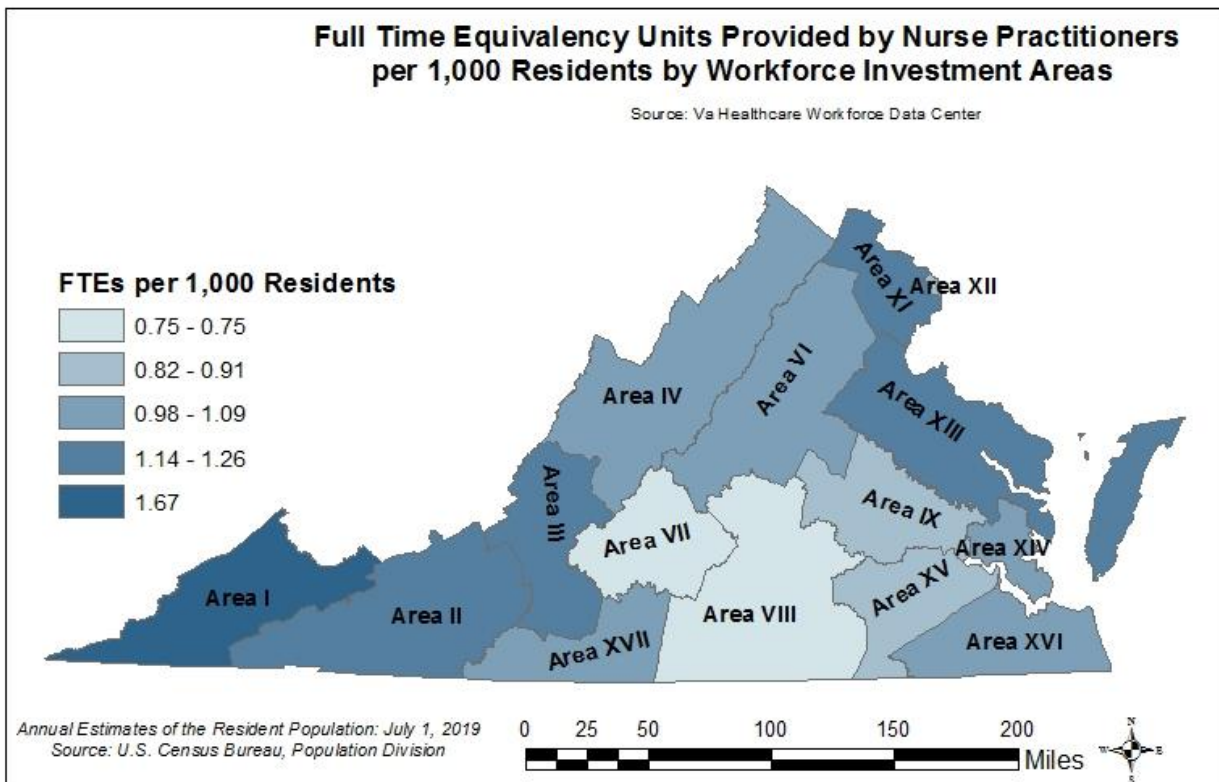 Full Time Equivalency Units Provided by Nurse Practitioners
per 1,000 Residents by Workforce Investment Areas
Source: Va Healthcare Workforce Data Center
FTEs per 1,000 Residents
0.75 - 0.75
0.82 - 0.91
0.98 - 1.09
1.14 - 1.26
1.67
Area XI
Area XII
Area VI
Area IV
Area XIII
Area III
Area IX
Area VII
Area XIV
Area XV
Area I
Area II
Area VIII
Area XVII
Area XVI
Annual Estimates of the Resident Population: July 1, 2019
Source: U.S. Census Bureau, Population Division
0 25 50 100 150 200
Miles
N
W E
S